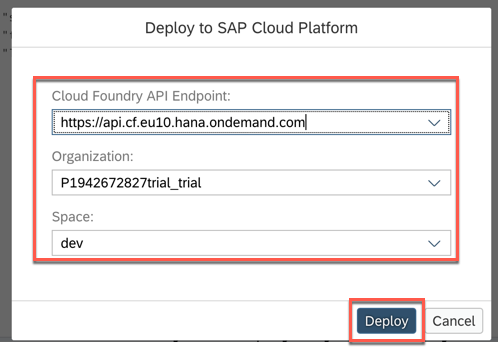 Deploy to SAP Cloud Platform
Cloud Foundry API Endpoint:
https://api.cf.eu10.hana.ondemand.com
Organization:
P1942672827trial_trial
Space:
dev
Deploy Cancel